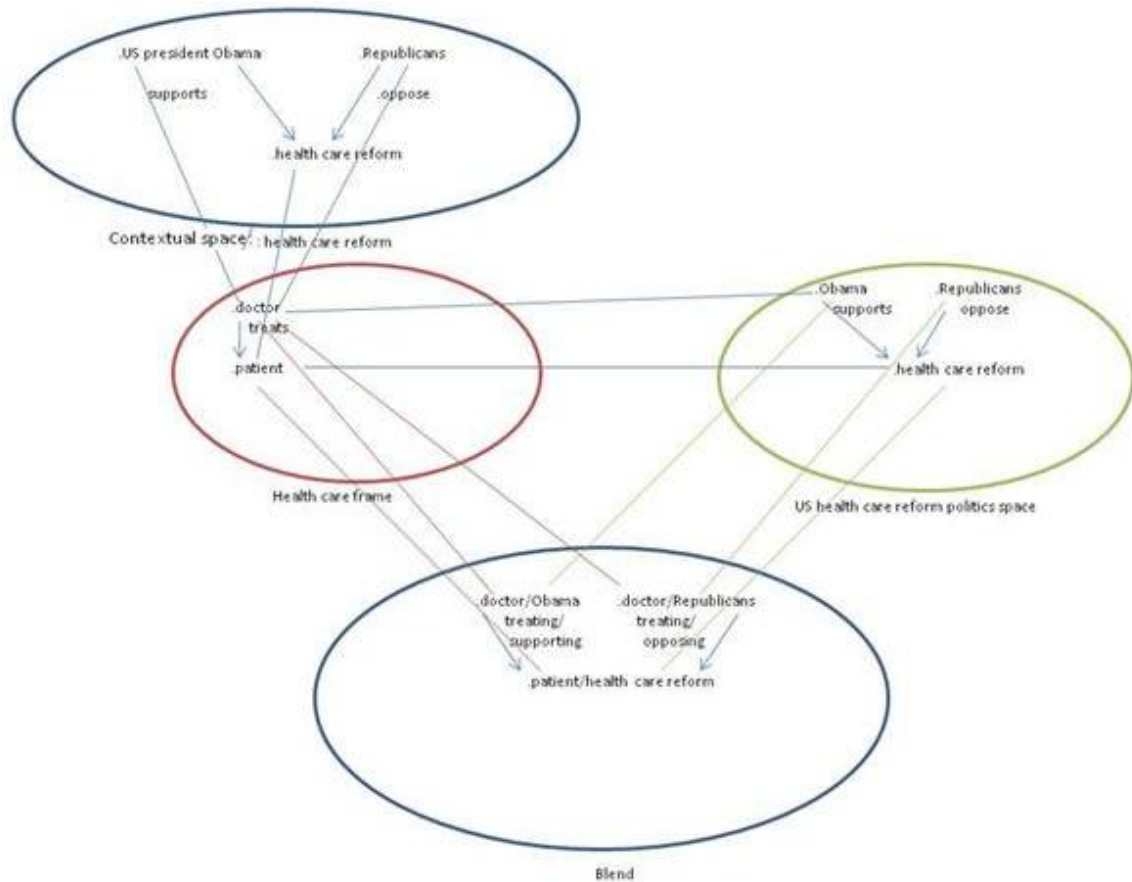 .US president Obama .Republicans
supports .oppose
.health care reform
Contextual space: : health care reform
.doctor
treats
.patient
Health care frame
.Obama .Republicans
supports oppose
.health care reform
US health care reform politics space
.doctor/Obama .doctor/Republicans
treating/ treating/
supporting opposing
.patient/health care reform
Blend